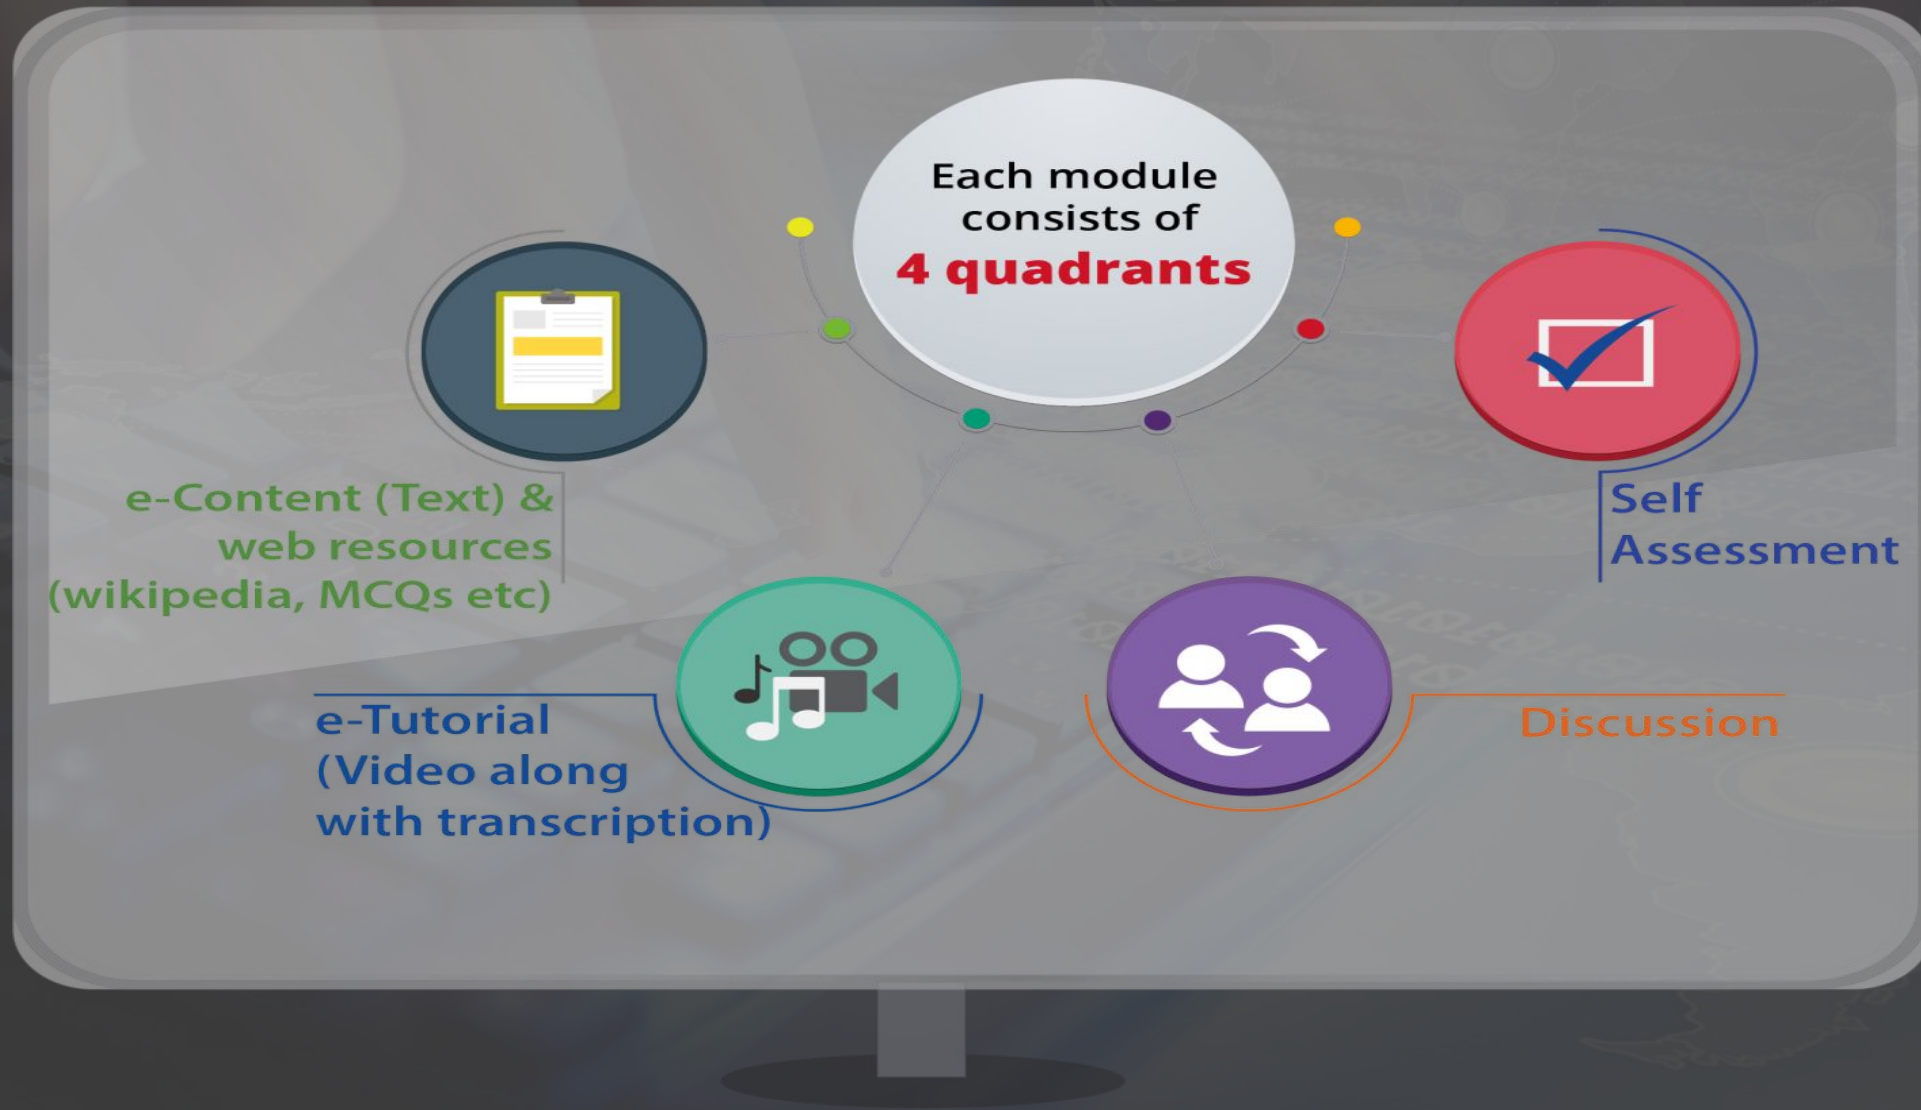 Each module
consists of
4 quadrants
e-Content (Text) &
web resources
(wikipedia, MCQs etc)
e-Tutorial
(Video along
with transcription)
Discussion
Self
Assessment